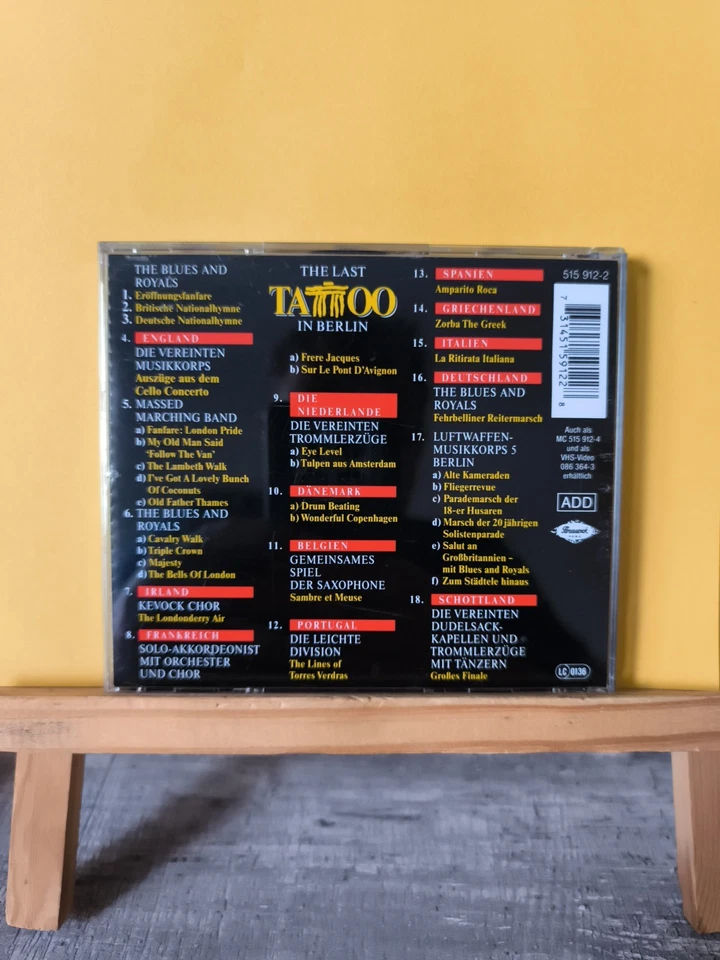 THE BLUES AND
ROYALS
1. Eröffnungsfanfare
2. Britische Nationalhymne
3. Deutsche Nationalhymne
4. ENGLAND
DIE VEREINTEN
MUSIKKORPS
Auszüge aus dem
Cello Concerto
5. MASSED
MARCHING BAND
a) Fanfare: London Pride
b) My Old Man Said
'Follow The Van'
c) The Lambeth Walk
d) I've Got A Lovely Bunch
Of Coconuts
e) Old Father Thames
6. THE BLUES AND
ROYALS
a) Cavalry Walk
b) Triple Crown
c) Majesty
d) The Bells Of London
7. IRLAND
KEVOCK CHOR
The Londonderry Air
8. FRANKREICH
SOLO-AKKORDEONIST
MIT ORCHESTER
UND CHOR
THE LAST
TATTOO
IN BERLIN
a) Frere Jacques
b) Sur Le Pont D'Avignon
9. DIE
NIEDERLANDE
DIE VEREINTEN
TROMMLERZÜGE
a) Eye Level
b) Tulpen aus Amsterdam
10. DÄNEMARK
a) Drum Beating
b) Wonderful Copenhagen
11. BELGIEN
GEMEINSAMES
SPIEL
DER SAXOPHONE
Sambre et Meuse
12. PORTUGAL
DIE LEICHTE
DIVISION
The Lines of
Torres Verdras
13. SPANIEN
Amparito Roca
14. GRIECHENLAND
Zorba The Greek
15. ITALIEN
La Ritirata Italiana
16. DEUTSCHLAND
THE BLUES AND
ROYALS
Fehrbelliner Reitermarsch
17. LUFTWAFFEN-
MUSIKKORPS 5
BERLIN
a) Alte Kameraden
b) Fliegerrevue
c) Parademarsch der
18-er Husaren
d) Marsch der 20jährigen
Solistenparade
e) Salut an
Großbritannien –
mit Blues and Royals
f) Zum Städtele hinaus
18. SCHOTTLAND
DIE VEREINTEN
DUDELSACK-
KAPELLEN UND
TROMMLERZÜGE
MIT TÄNZERN
Großes Finale
515 912-2
7 31451 59122 8
Auch als
MC 515 912-4
und als
VHS-Video
086 364-3
erhältlich
ADD
LC 0136